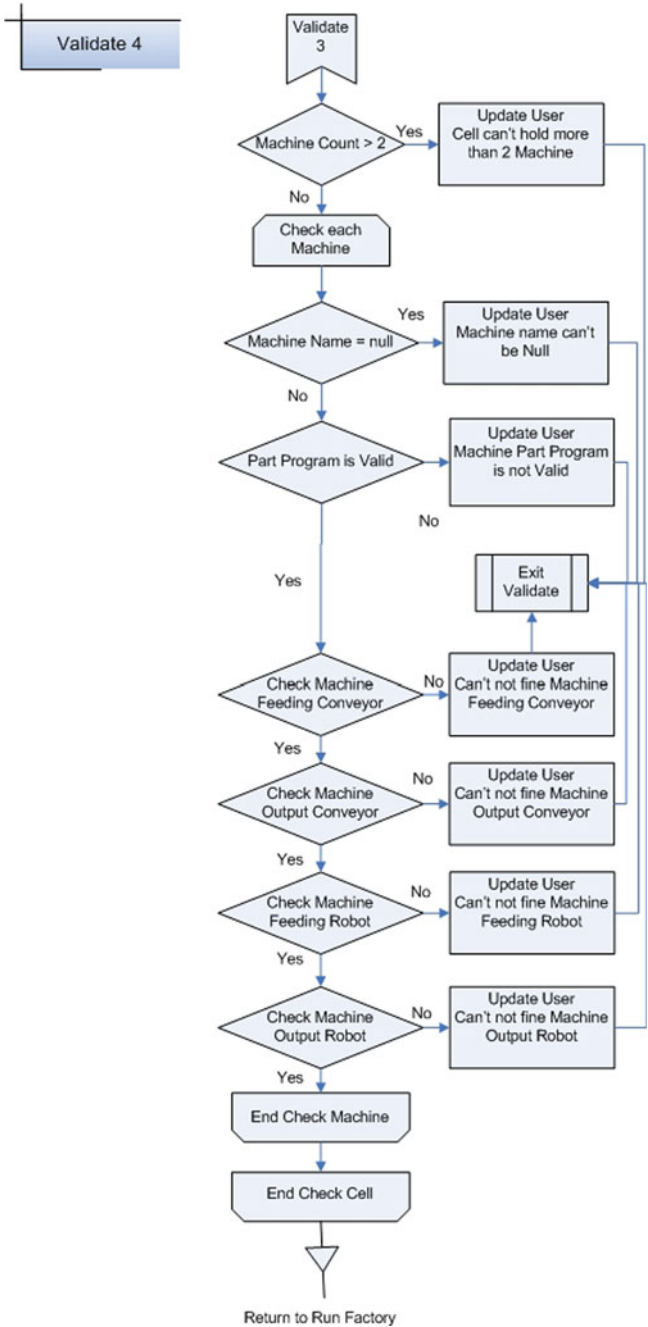 Validate 4
Validate
3
Machine Count > 2
Yes
Update User
Cell can't hold more
than 2 Machine
No
Check each
Machine
Machine Name = null
Yes
Update User
Machine name can't
be Null
No
Part Program is Valid
Update User
Machine Part Program
is not Valid
No
Yes
Exit
Validate
Check Machine
Feeding Conveyor
No
Update User
Can't not fine Machine
Feeding Conveyor
Yes
Check Machine
Output Conveyor
No
Update User
Can't not fine Machine
Output Conveyor
Yes
Check Machine
Feeding Robot
No
Update User
Can't not fine Machine
Feeding Robot
Yes
Check Machine
Output Robot
No
Update User
Can't not fine Machine
Output Robot
Yes
End Check Machine
End Check Cell
Return to Run Factory